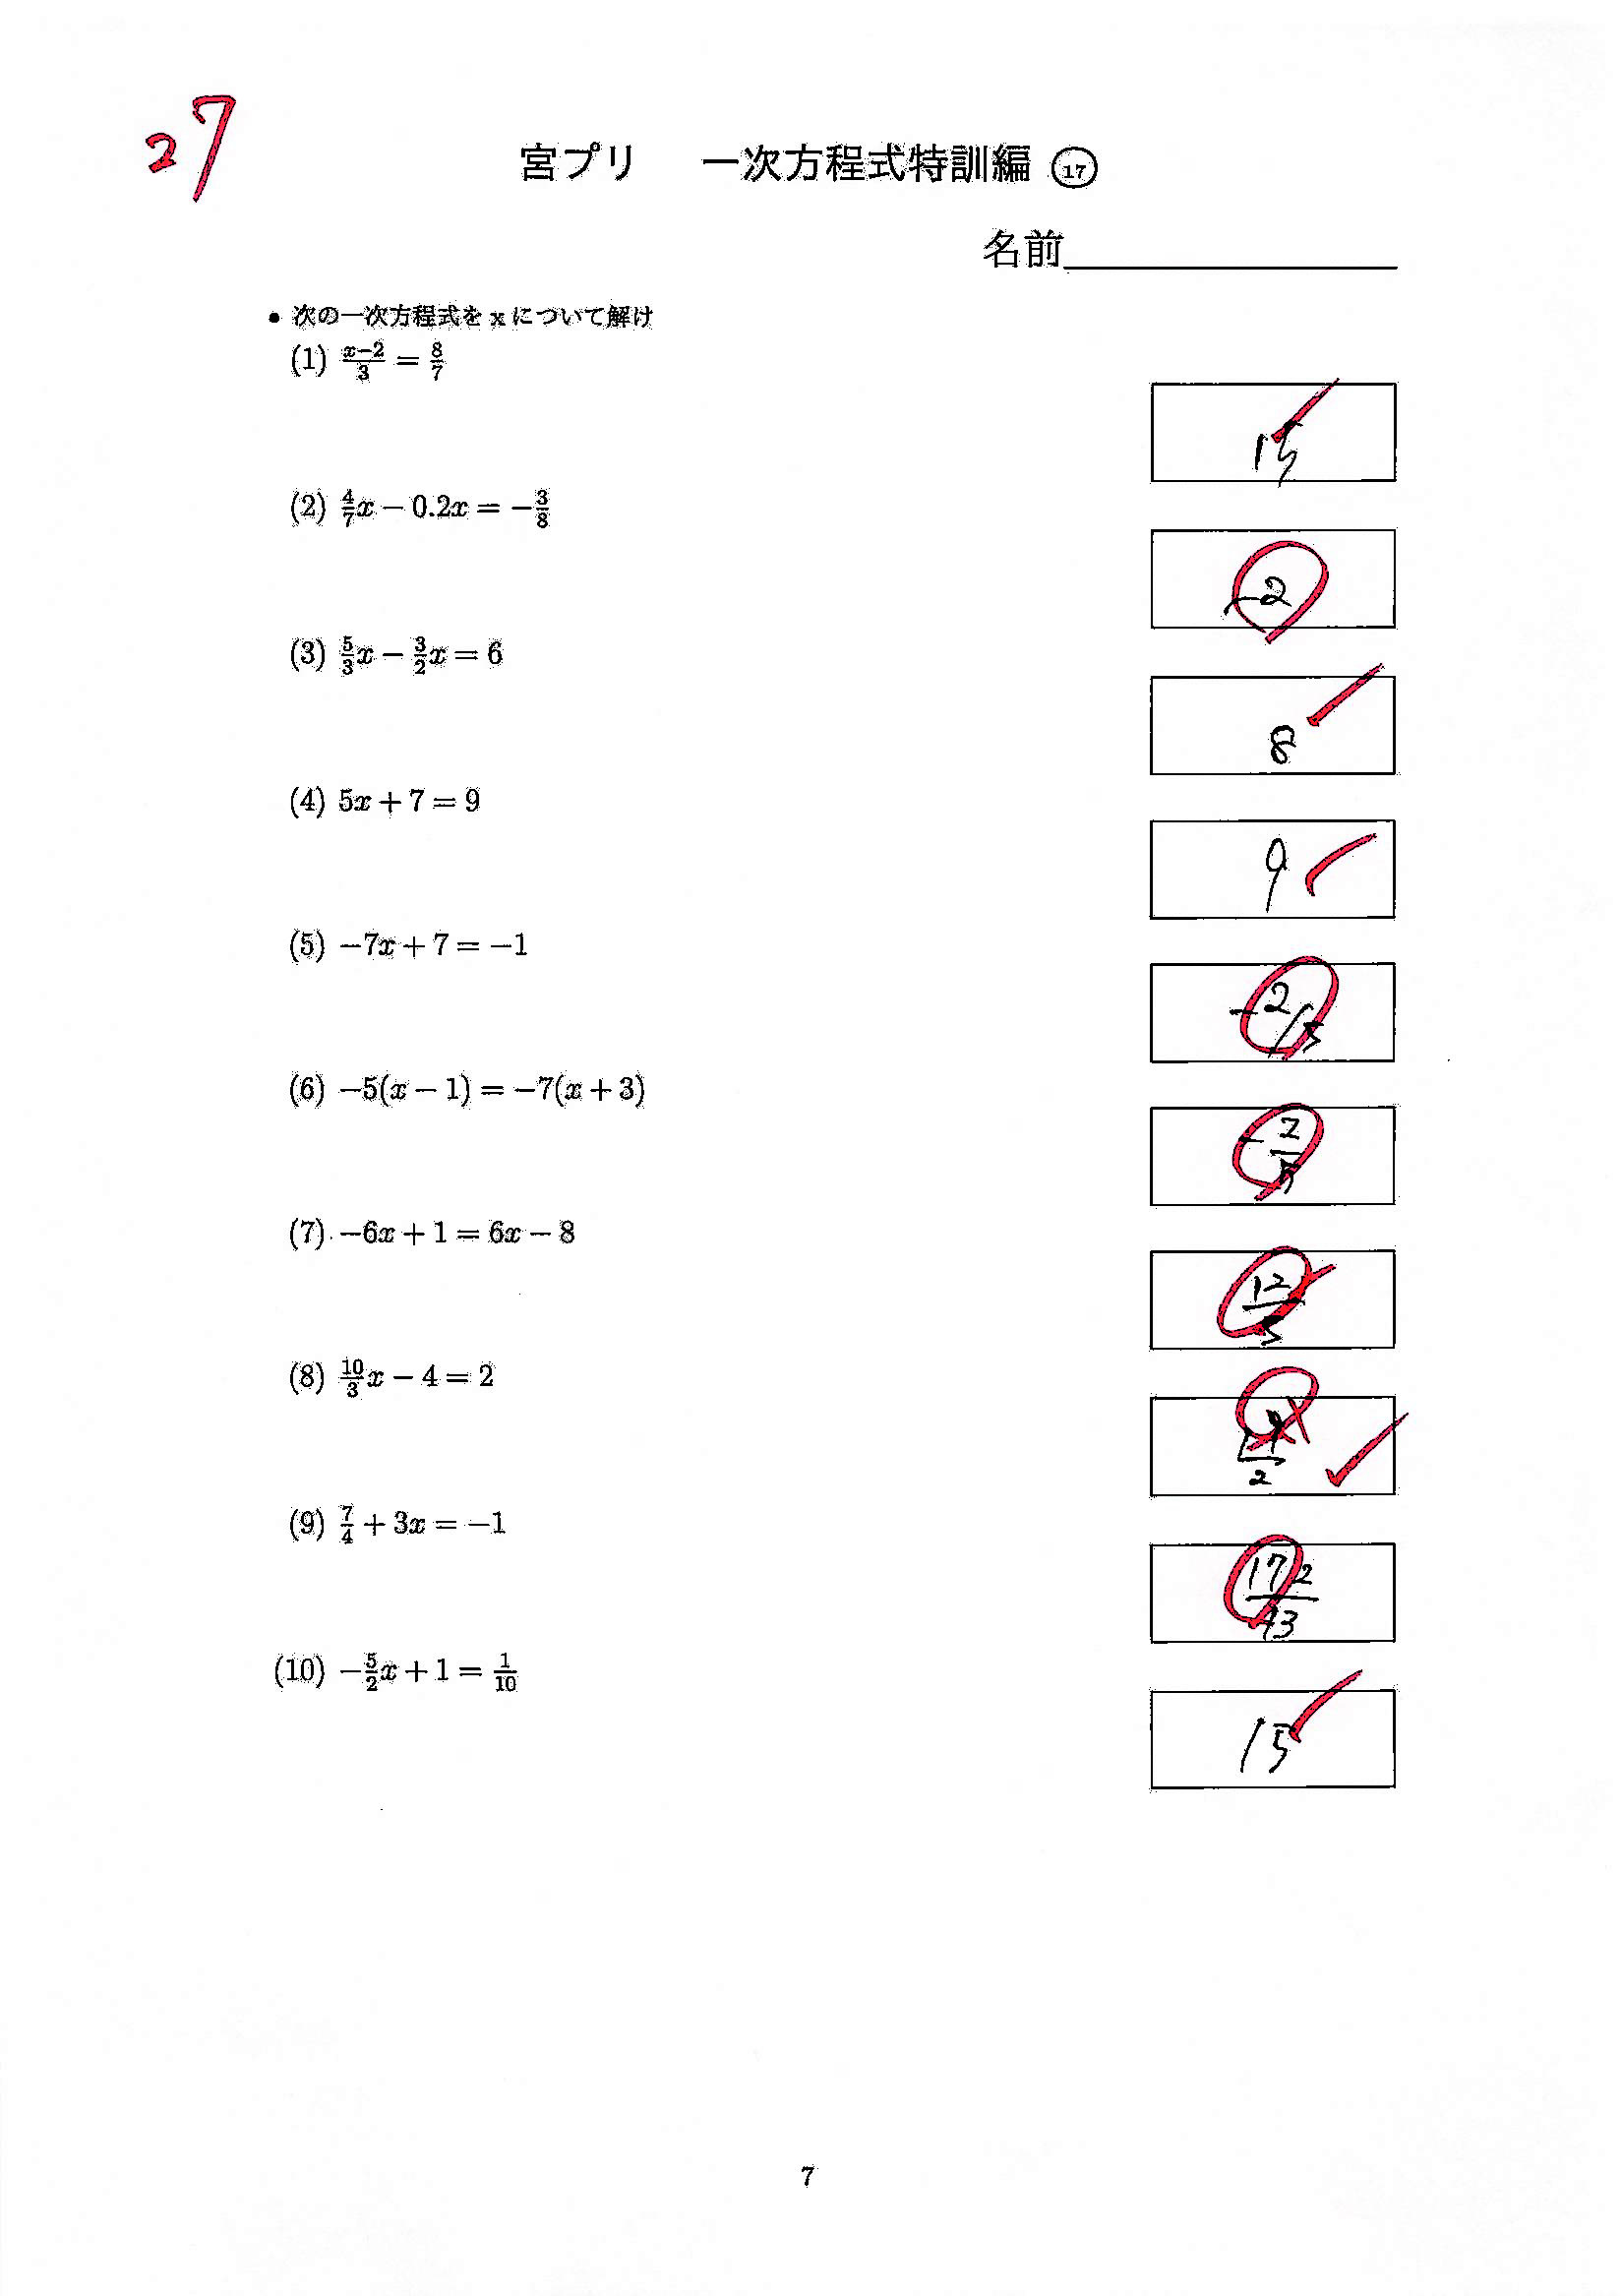 27
宮プリ 一次方程式特訓編 ⑰
名前
• 次の一次方程式を x について解け
(1) \frac{x-2}{3} = \frac{8}{7}
15
(2) \frac{4}{7}x − 0.2x = −\frac{3}{8}
−2
(3) \frac{5}{3}x − \frac{3}{2}x = 6
8
(4) 5x + 7 = 9
9
(5) −7x + 7 = −1
−2/5
(6) −5(x − 1) = −7(x + 3)
−\frac{2}{5}
(7) −6x + 1 = 6x − 8
\frac{12}{5}
(8) \frac{10}{3}x − 4 = 2
(9) \frac{7}{4} + 3x = −1
\frac{172}{13}
(10) −\frac{5}{2}x + 1 = \frac{1}{10}
15
7